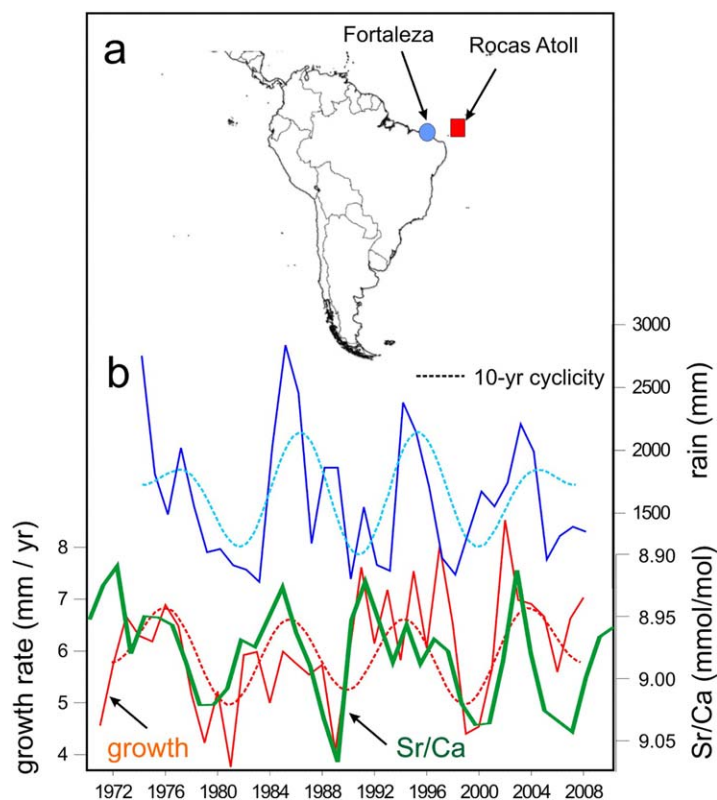 a
Fortaleza
Rocas Atoll
b
10-yr cyclicity
3000
2500
2000
1500
rain (mm)
8
7
6
5
4
growth rate (mm / yr)
8.90
8.95
9.00
9.05
Sr/Ca (mmol/mol)
growth
Sr/Ca
1972 1976 1980 1984 1988 1992 1996 2000 2004 2008